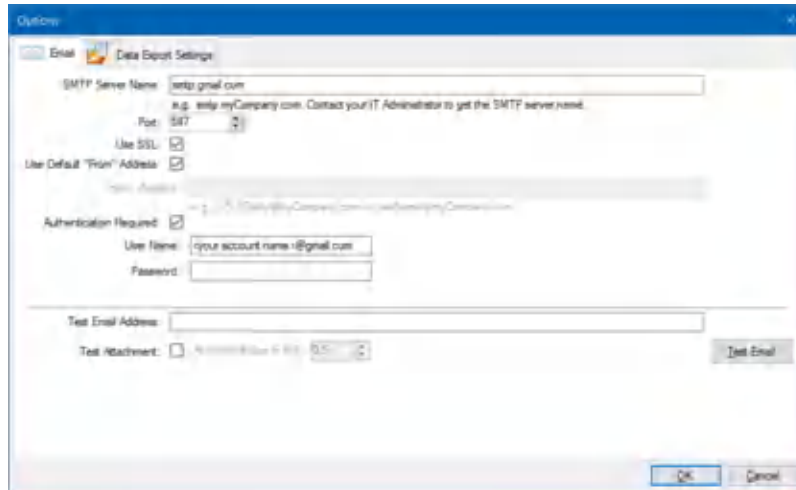 Options
Email Data Export Settings
SMTP Server Name: smtp.gmail.com
e.g. smtp.myCompany.com. Contact your IT Administrator to get the SMTP server name.
Port: 587
Use SSL:
Use Default "From" Address:
Authentication Required:
User Name: <your account name>@gmail.com
Password:
Test Email Address:
Test Attachment: 0.5
Test Email
OK Cancel